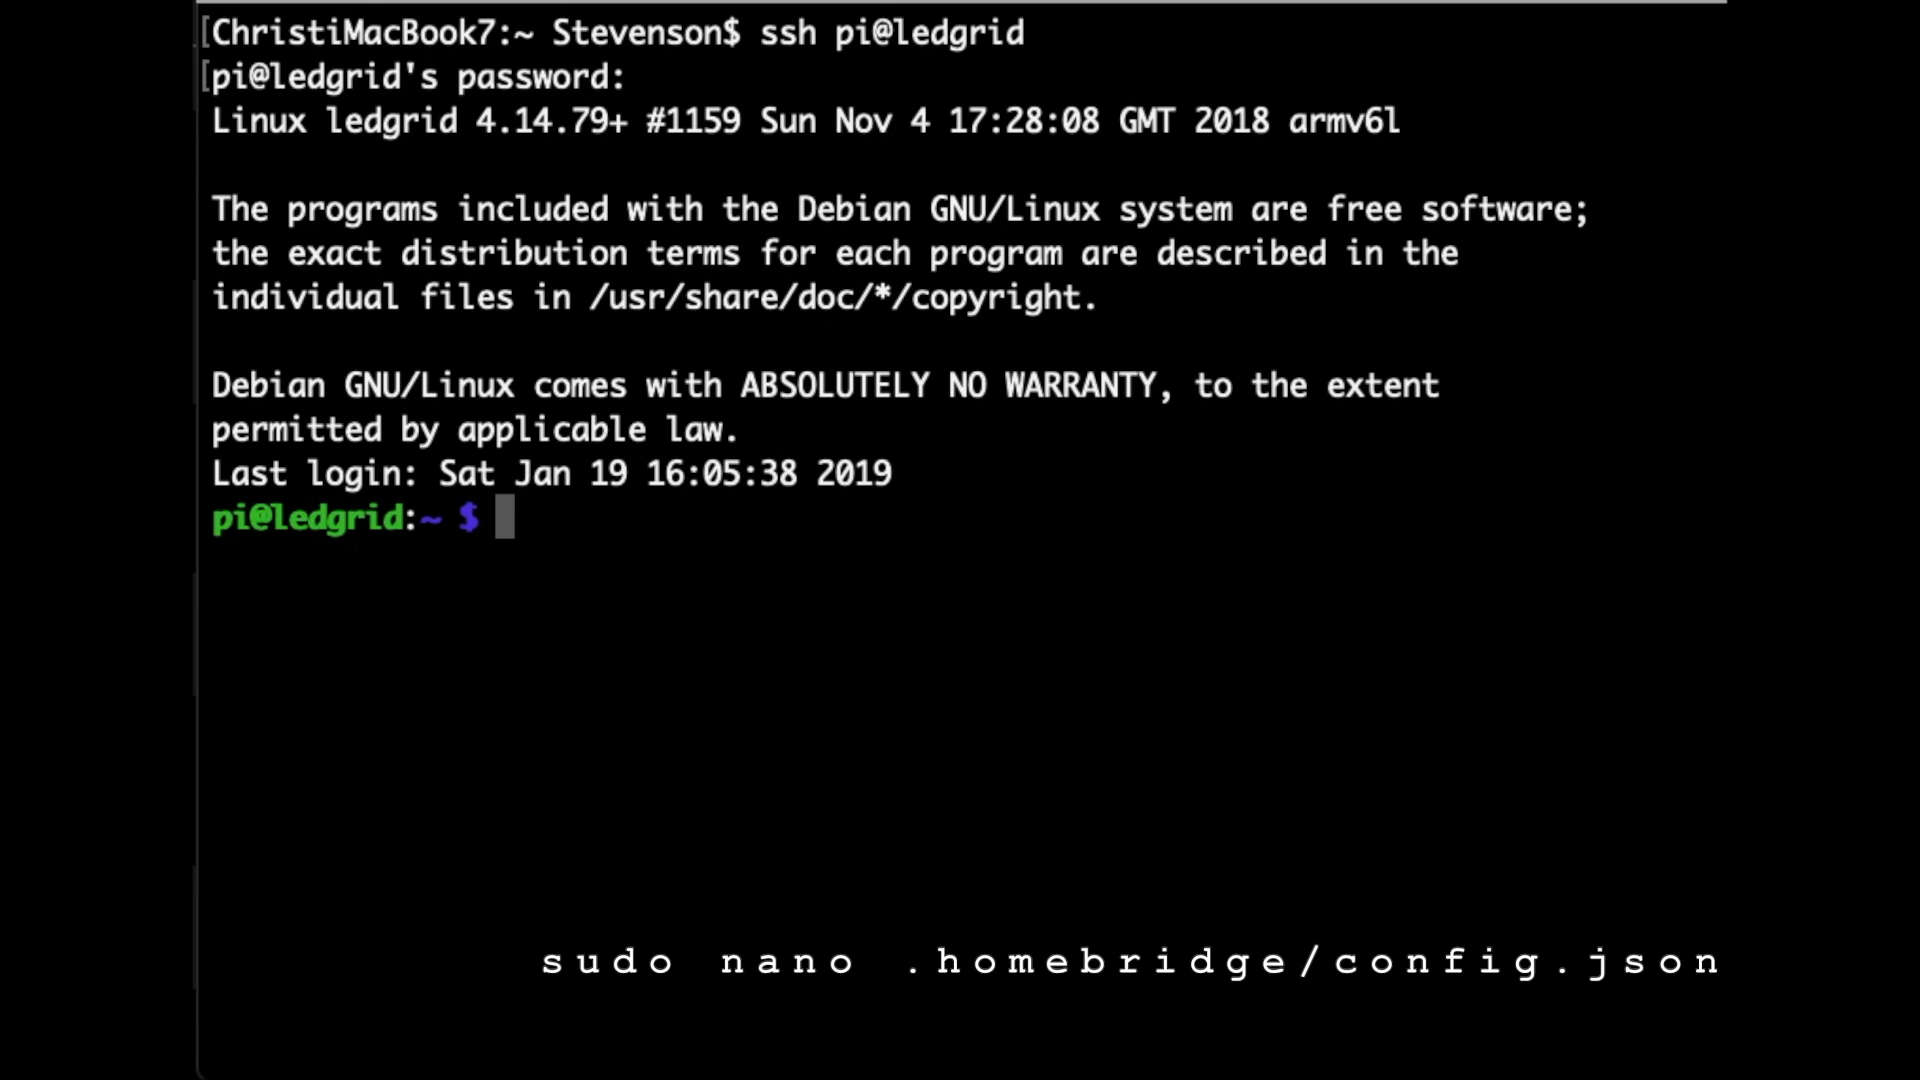 [ChristiMacBook7:~ Stevenson$ ssh pi@ledgrid
[pi@ledgrid's password:
Linux ledgrid 4.14.79+ #1159 Sun Nov 4 17:28:08 GMT 2018 armv6l
The programs included with the Debian GNU/Linux system are free software;
the exact distribution terms for each program are described in the
individual files in /usr/share/doc/*/copyright.
Debian GNU/Linux comes with ABSOLUTELY NO WARRANTY, to the extent
permitted by applicable law.
Last login: Sat Jan 19 16:05:38 2019
pi@ledgrid:~ $
sudo nano .homebridge/config.json